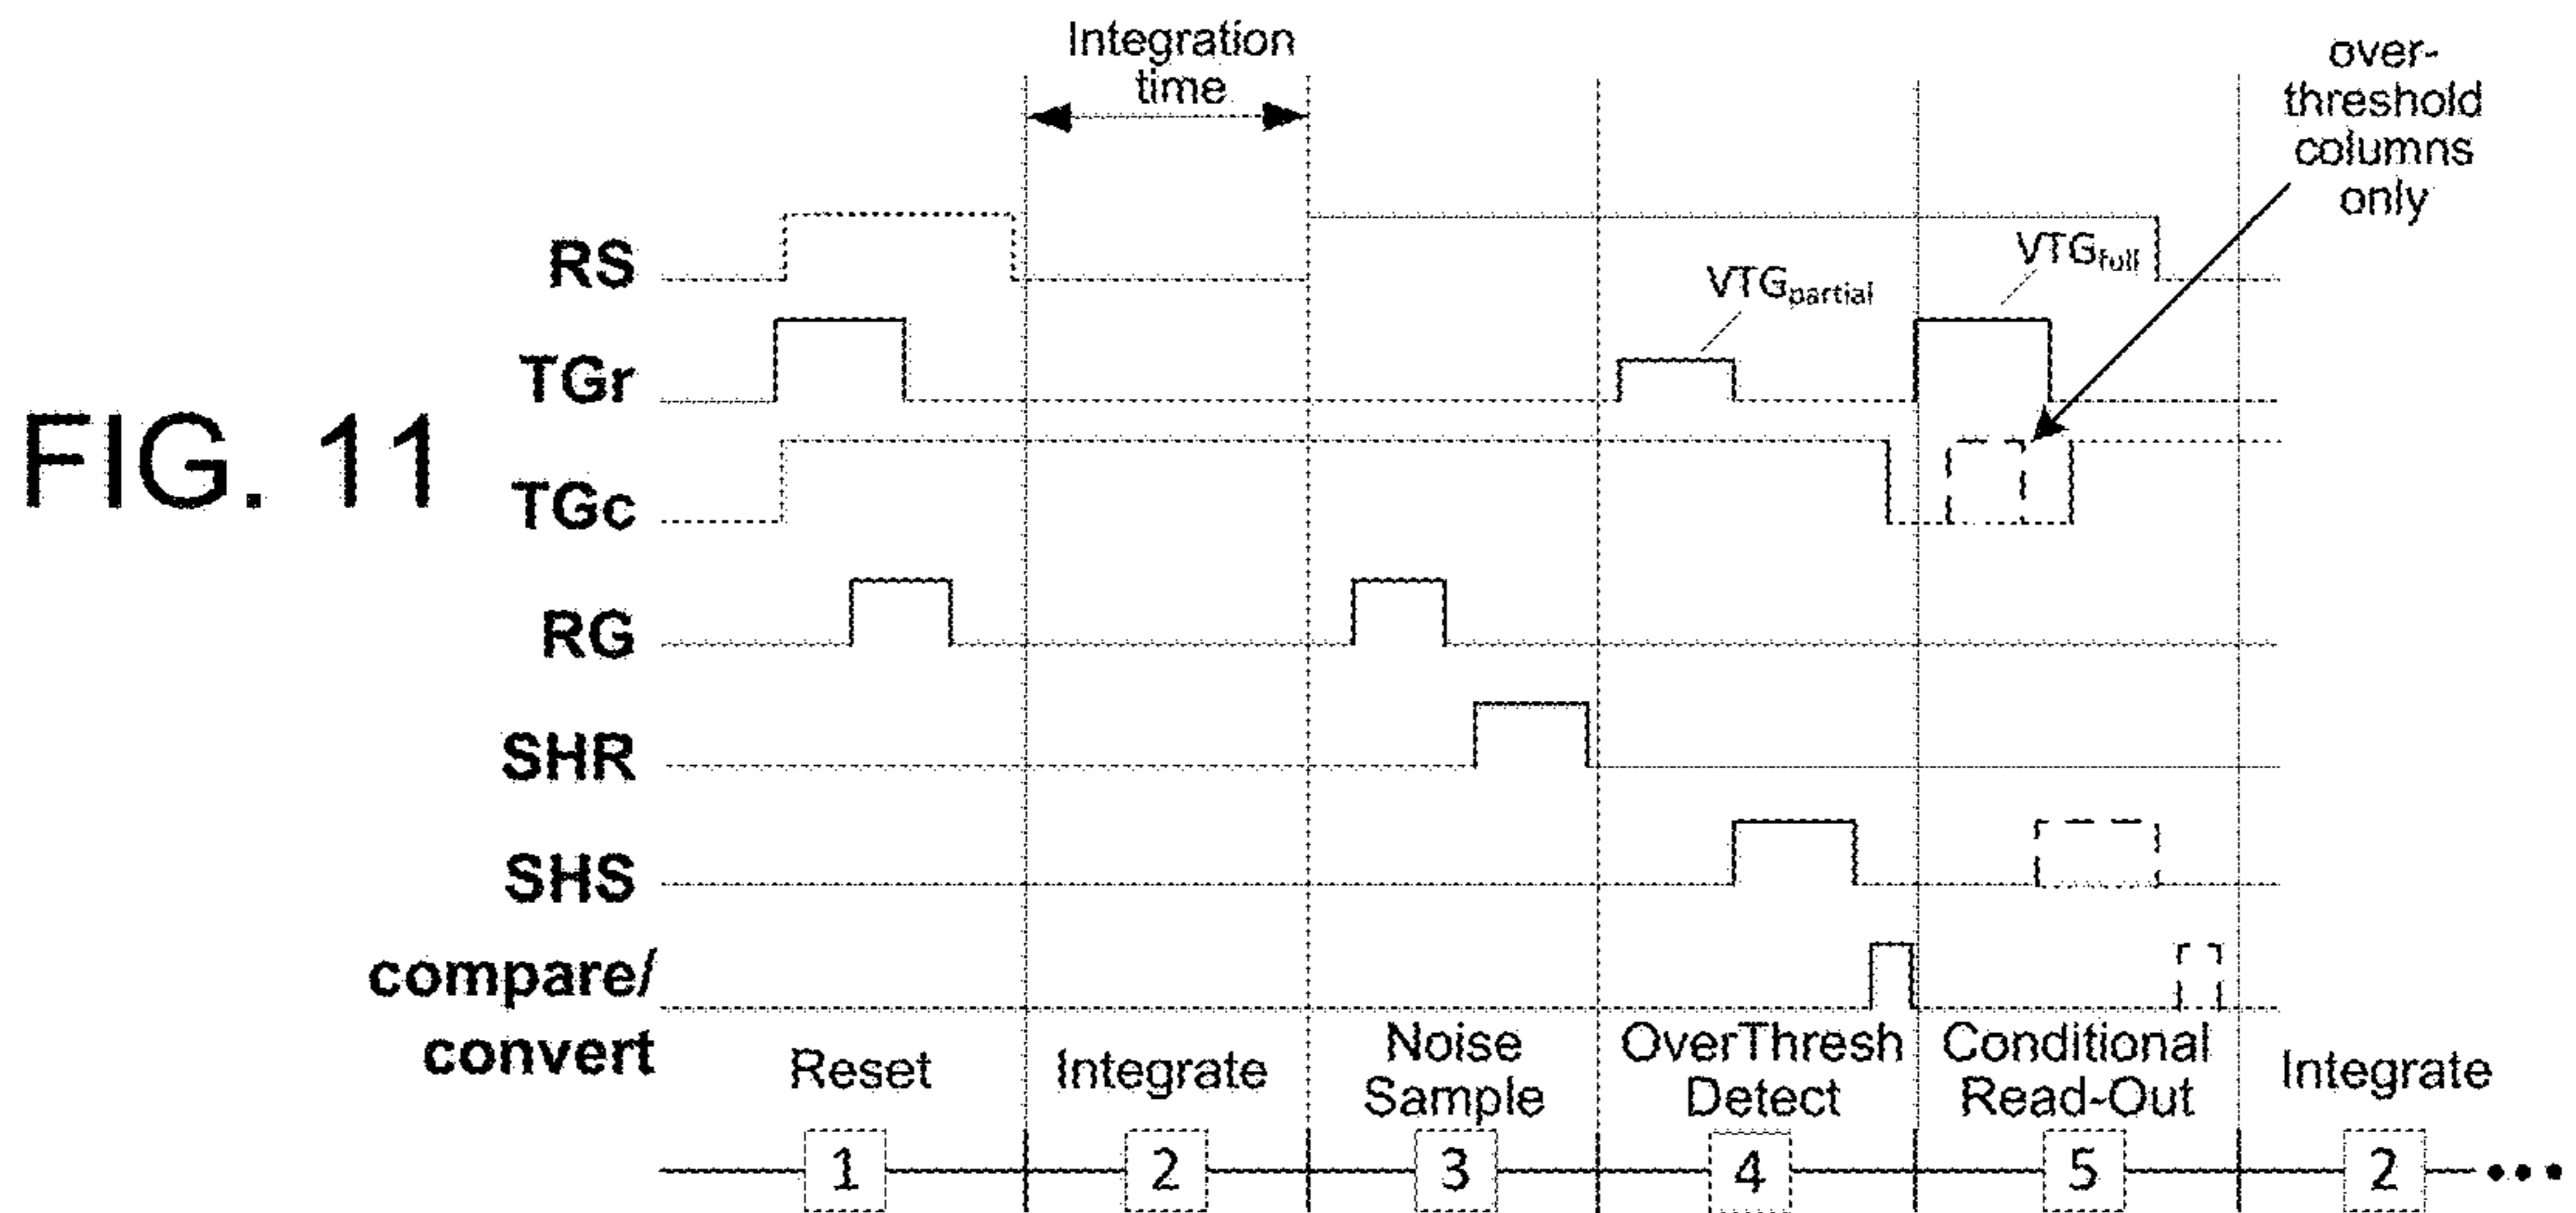 Integration
time
over-
threshold
columns
only
RS
VTGpartial
VTGfull
TGr
FIG. 11
TGc
RG
SHR
SHS
compare/
convert
Reset
Integrate
Noise
Sample
OverThresh
Detect
Conditional
Read-Out
Integrate
1
2
3
4
5
2
•••